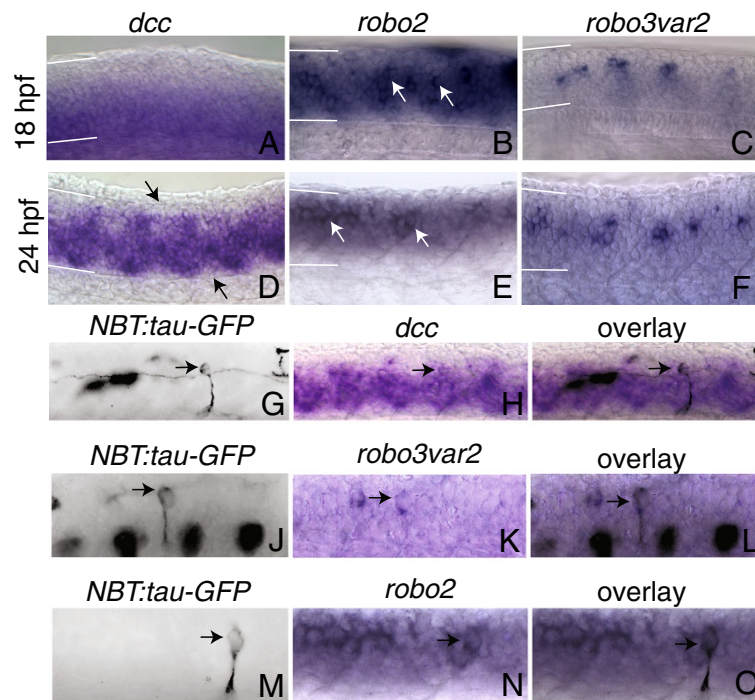 dcc robo2 robo3var2
18 hpf
A B C
24 hpf
D E F
NBT:tau-GFP dcc overlay
G H I
NBT:tau-GFP robo3var2 overlay
J K L
NBT:tau-GFP robo2 overlay
M N O